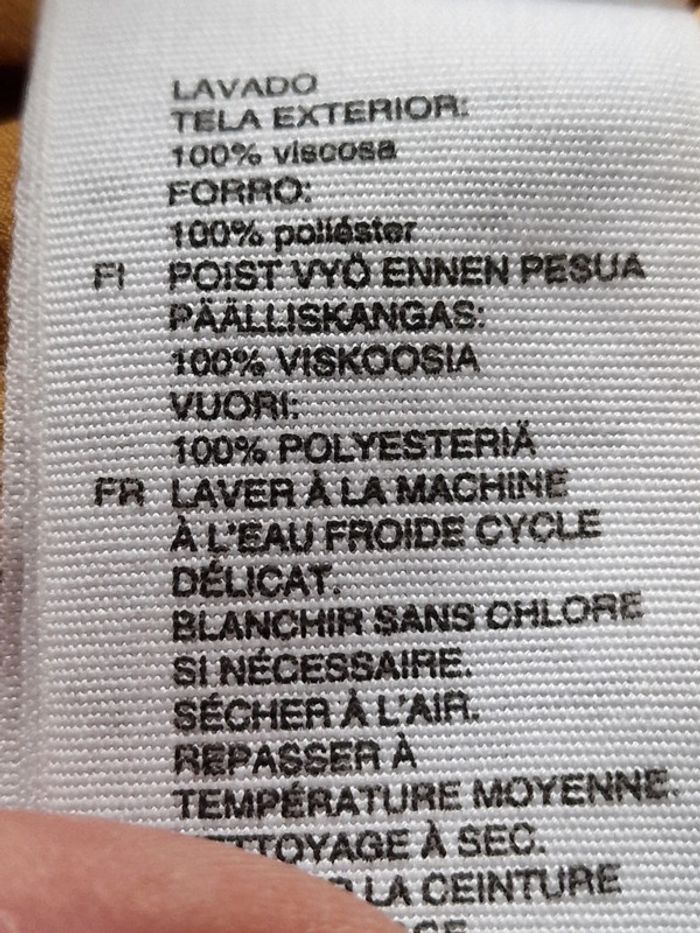 LAVADO
TELA EXTERIOR:
100% viscosa
FORRO:
100% poliéster
FI POIST VYÖ ENNEN PESUA
PÄÄLLISKANGAS:
100% VISKOOSIA
VUORI:
100% POLYESTERIÄ
FR LAVER À LA MACHINE
À L'EAU FROIDE CYCLE
DÉLICAT.
BLANCHIR SANS CHLORE
SI NÉCESSAIRE.
SÉCHER À L'AIR.
REPASSER À
TEMPÉRATURE MOYENNE.
À SEC.
LA CEINTURE